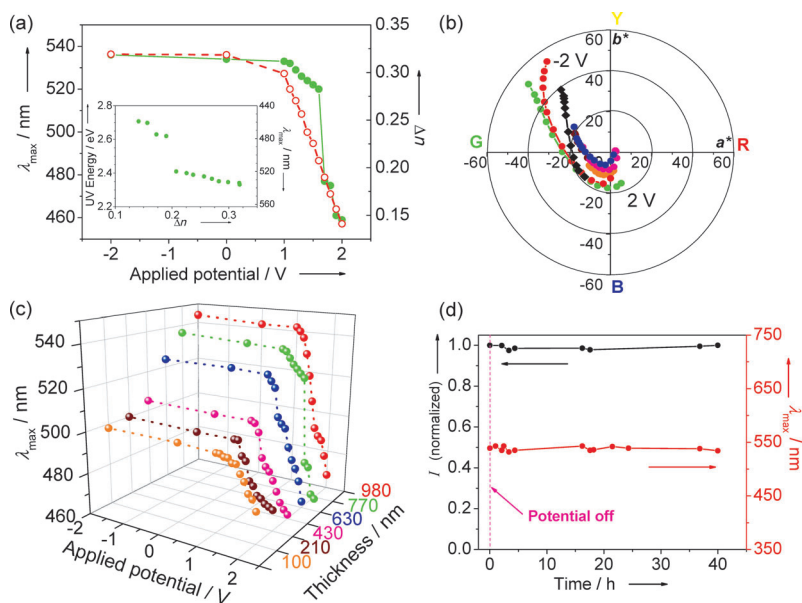 (a)
540
530
520
510
500
490
480
470
460
λmax / nm
-2
-1
0
1
2
Applied potential / V
0.35
0.30
0.25
0.20
0.15
Δn
2.8
2.6
2.4
2.2
UV Energy / eV
0.1
0.2
0.3
Δn
440
480
520
560
λmax / nm
(b)
Y
60
b*
-2 V
40
20
G
-60
-40
-20
20
40
60
a*
R
-20
2 V
-40
-60
B
(c)
540
520
500
480
460
λmax / nm
-2
-1
0
1
2
Applied potential / V
980
770
630
430
210
100
Thickness / nm
(d)
1.0
0.8
0.6
0.4
0.2
0.0
I (normalized)
Potential off
0
10
20
30
40
Time / h
750
650
550
450
350
λmax / nm